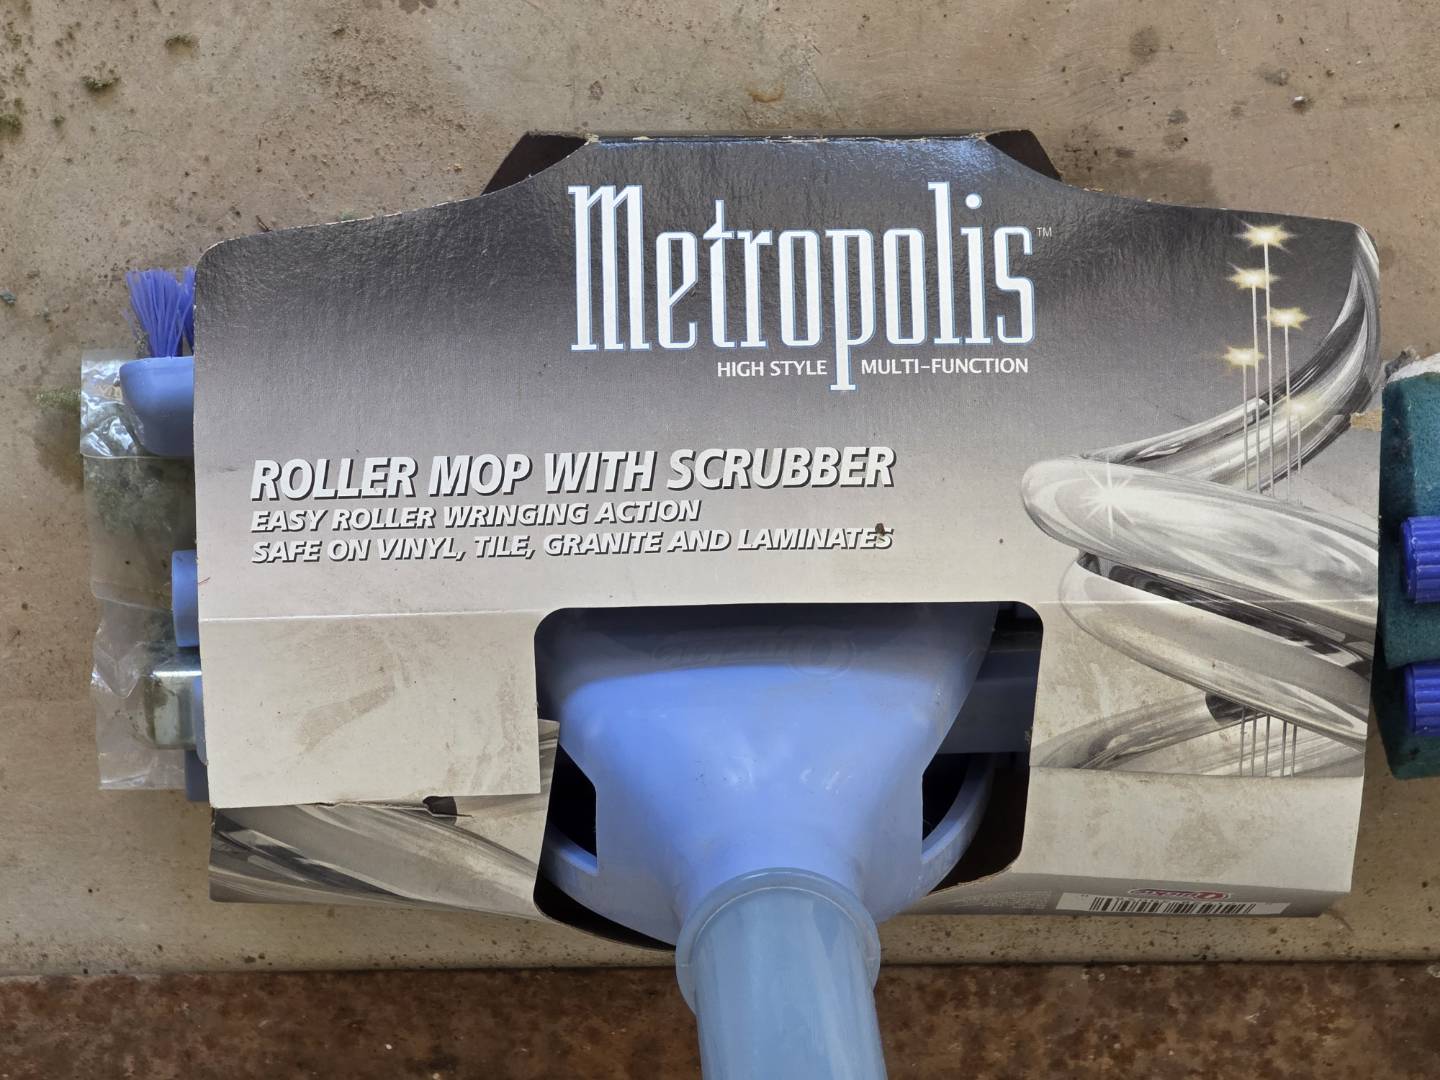 Metropolis™
HIGH STYLE MULTI-FUNCTION
ROLLER MOP WITH SCRUBBER
EASY ROLLER WRINGING ACTION
SAFE ON VINYL, TILE, GRANITE AND LAMINATES